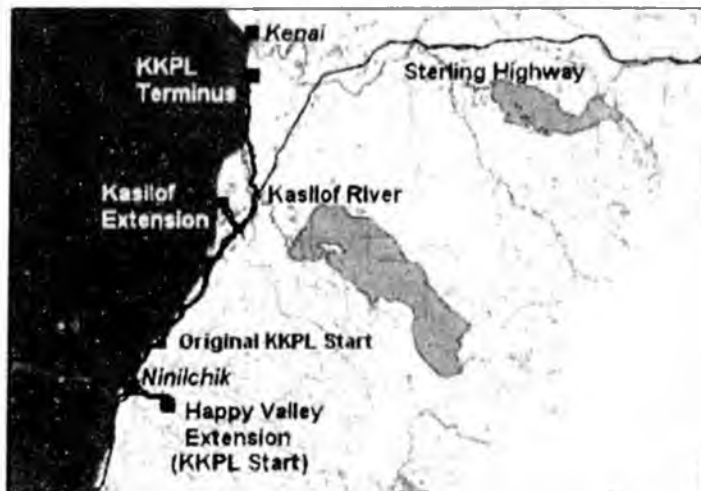 Kenai
KKPL
Terminus
Sterling Highway
Kasilof
Extension
Kasilof River
Original KKPL Start
Ninilchik
Happy Valley
Extension
(KKPL Start)